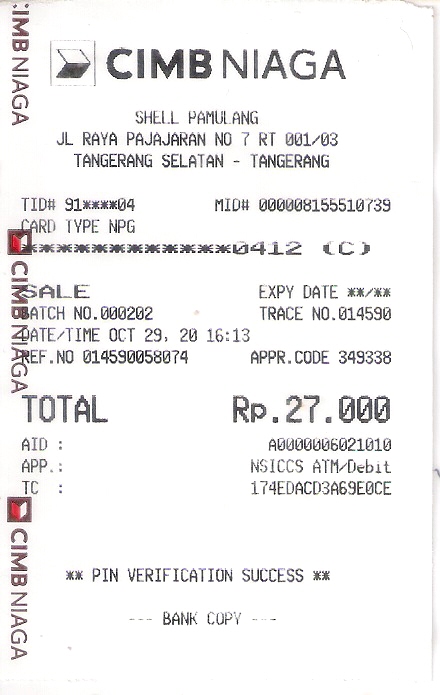 CIMB NIAGA
SHELL PAMULANG
JL RAYA PAJAJARAN NO 7 RT 001/03
TANGERANG SELATAN - TANGERANG
TID# 91****04 MID# 000008155510739
CARD TYPE NPG
************0412 (C)
SALE EXPY DATE **/**
BATCH NO.000202 TRACE NO.014590
DATE/TIME OCT 29, 20 16:13
REF.NO 014590058074 APPR.CODE 349338
TOTAL Rp.27.000
AID : A0000006021010
APP.: NSICCS ATM/Debit
TC : 174EDACD3A69E0CE
** PIN VERIFICATION SUCCESS **
--- BANK COPY ---
CIMB NIAGA
CIMB NIAGA
CIMB NIAGA